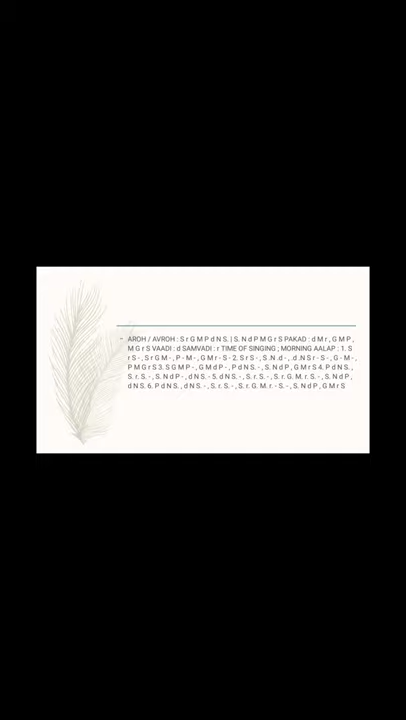 - AROH / AVROH : S r G M P d N S. | S. N d P M G r S PAKAD : d M r , G M P ,
M G r S VAADI : d SAMVADI : r TIME OF SINGING ; MORNING AALAP : 1. S
r S - , S r G M - , P - M - , G M r - S - 2. S r S - , S .N .d - , .d .N S r - S - , G - M - ,
P M G r S 3. S G M P - , G M d P - , P d N S. - , S. N d P , G M r S 4. P d N S. ,
S. r. S. - , S. N d P - , d N S. - 5. d N S. - , S. r. S. - , S. r. G. M. r. S. - , S. N d P ,
d N S. 6. P d N S. , d N S. - , S. r. S. - , S. r. G. M. r. - S. - , S. N d P , G M r S